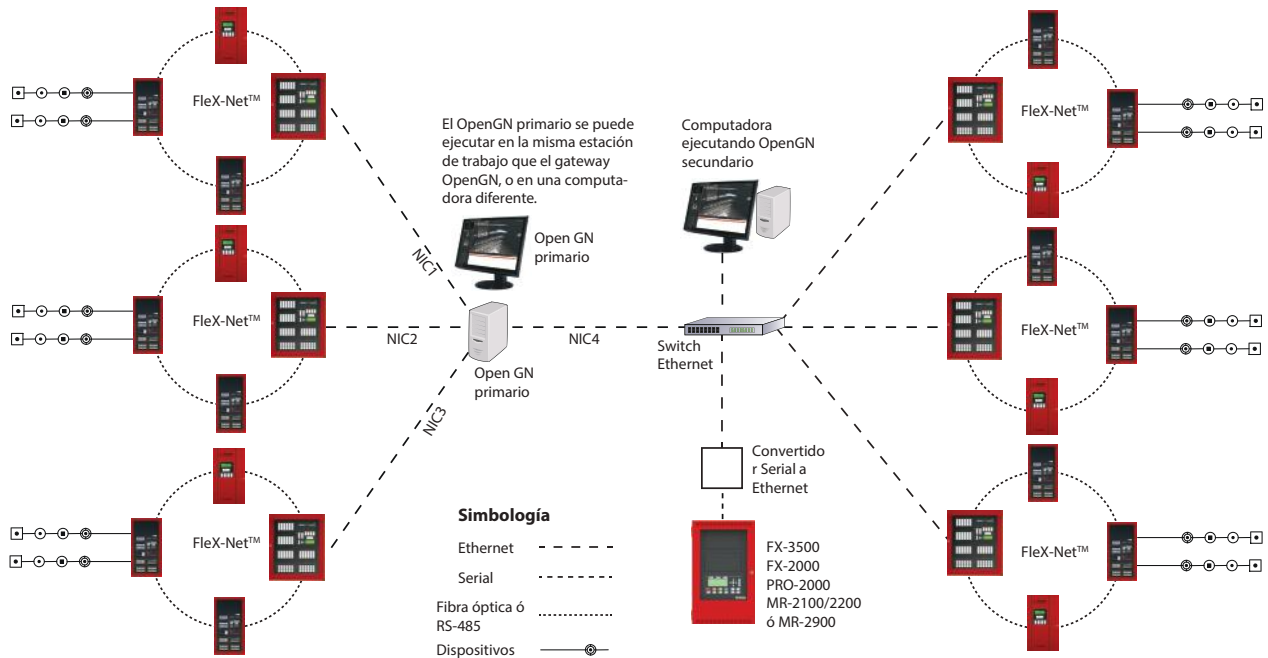 FleX-Net™
FleX-Net™
El OpenGN primario se puede
ejecutar en la misma estación
de trabajo que el gateway
OpenGN, o en una computa-
dora diferente.
Computadora
ejecutando OpenGN
secundario
Open GN
primario
NIC1
FleX-Net™
NIC2
NIC4
FleX-Net™
Switch
Ethernet
Open GN
primario
NIC3
Convertido
r Serial a
Ethernet
FleX-Net™
FleX-Net™
Simbología
Ethernet
Serial
Fibra óptica ó
RS-485
Dispositivos
FX-3500
FX-2000
PRO-2000
MR-2100/2200
ó MR-2900